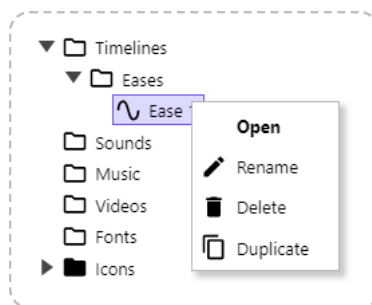 Timelines
Eases
Ease
Open
Sounds
Rename
Music
Delete
Videos
Duplicate
Fonts
Icons